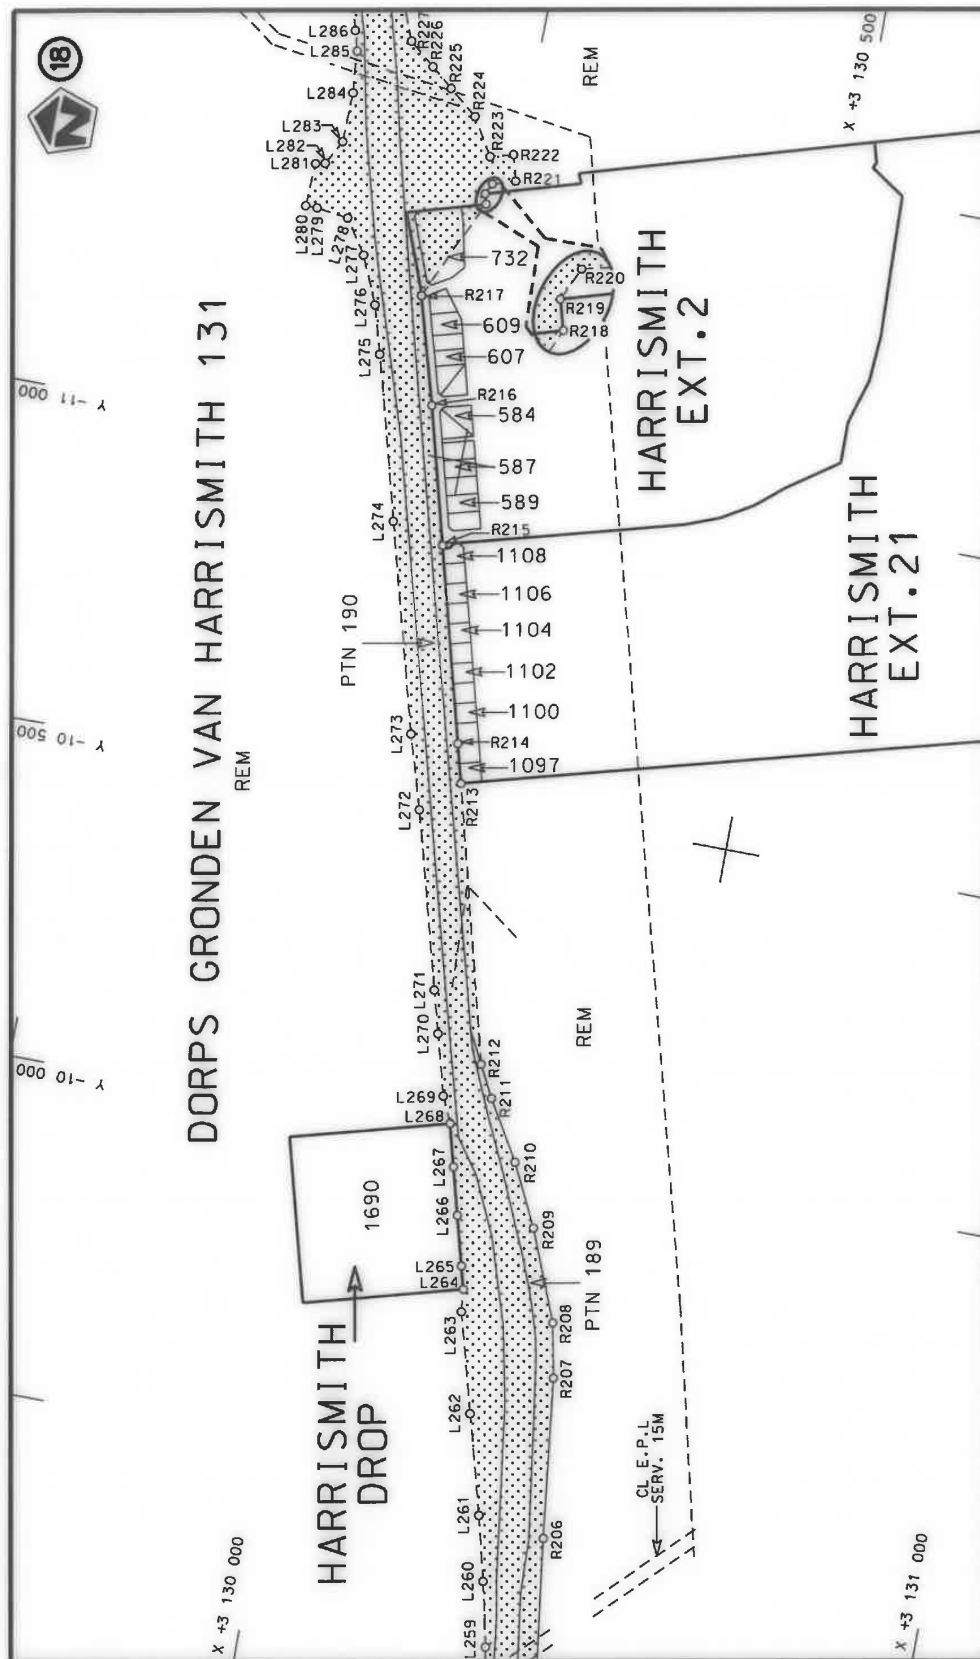 18
N
L286
L285
L284
L283
L282
L281
L280
L279
L278
L277
L276
L275
L274
L273
L272
L271
L270
L269
L268
L267
L266
L265
L264
L263
L262
L261
L260
L259
R227
R226
R225
R224
R223
R222
R221
R220
R219
R218
R217
R216
R215
R214
R213
R212
R211
R210
R209
R208
R207
R206
732
609
607
584
587
589
1108
1106
1104
1102
1100
1097
REM
X +3 130 500
HARRISMITH
EXT.2
HARRISMITH
EXT.21
DORPS GRONDEN VAN HARRISMITH 131
REM
PTN 190
Y -11 000
Y -10 500
Y -10 000
REM
1690
HARRISMITH
DROP
PTN 189
CL E.P.L
SERV. 15M
X +3 130 000
X +3 131 000